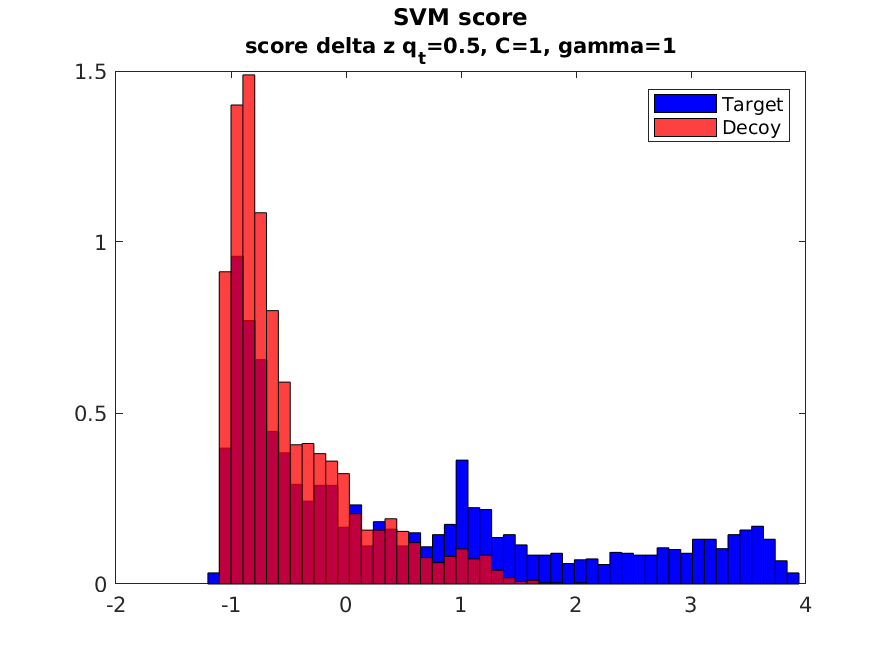 SVM score
score delta z q_t=0.5, C=1, gamma=1
1.5
1
0.5
0
-2
-1
0
1
2
3
4
Target
Decoy